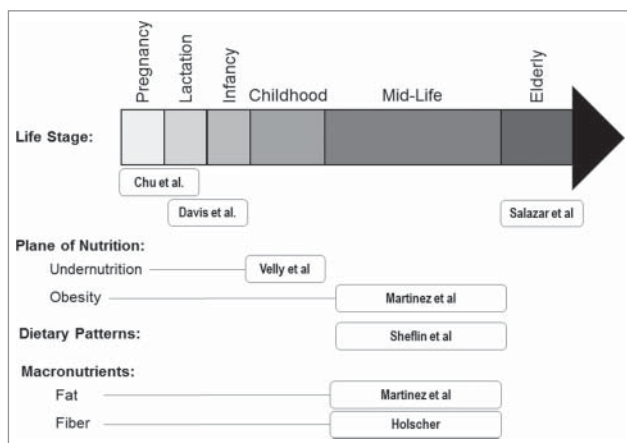 Pregnancy
Lactation
Infancy
Childhood
Mid-Life
Elderly
Life Stage:
Chu et al.
Davis et al.
Salazar et al
Plane of Nutrition:
Undernutrition
Velly et al
Obesity
Martinez et al
Dietary Patterns:
Sheflin et al
Macronutrients:
Fat
Martinez et al
Fiber
Holscher